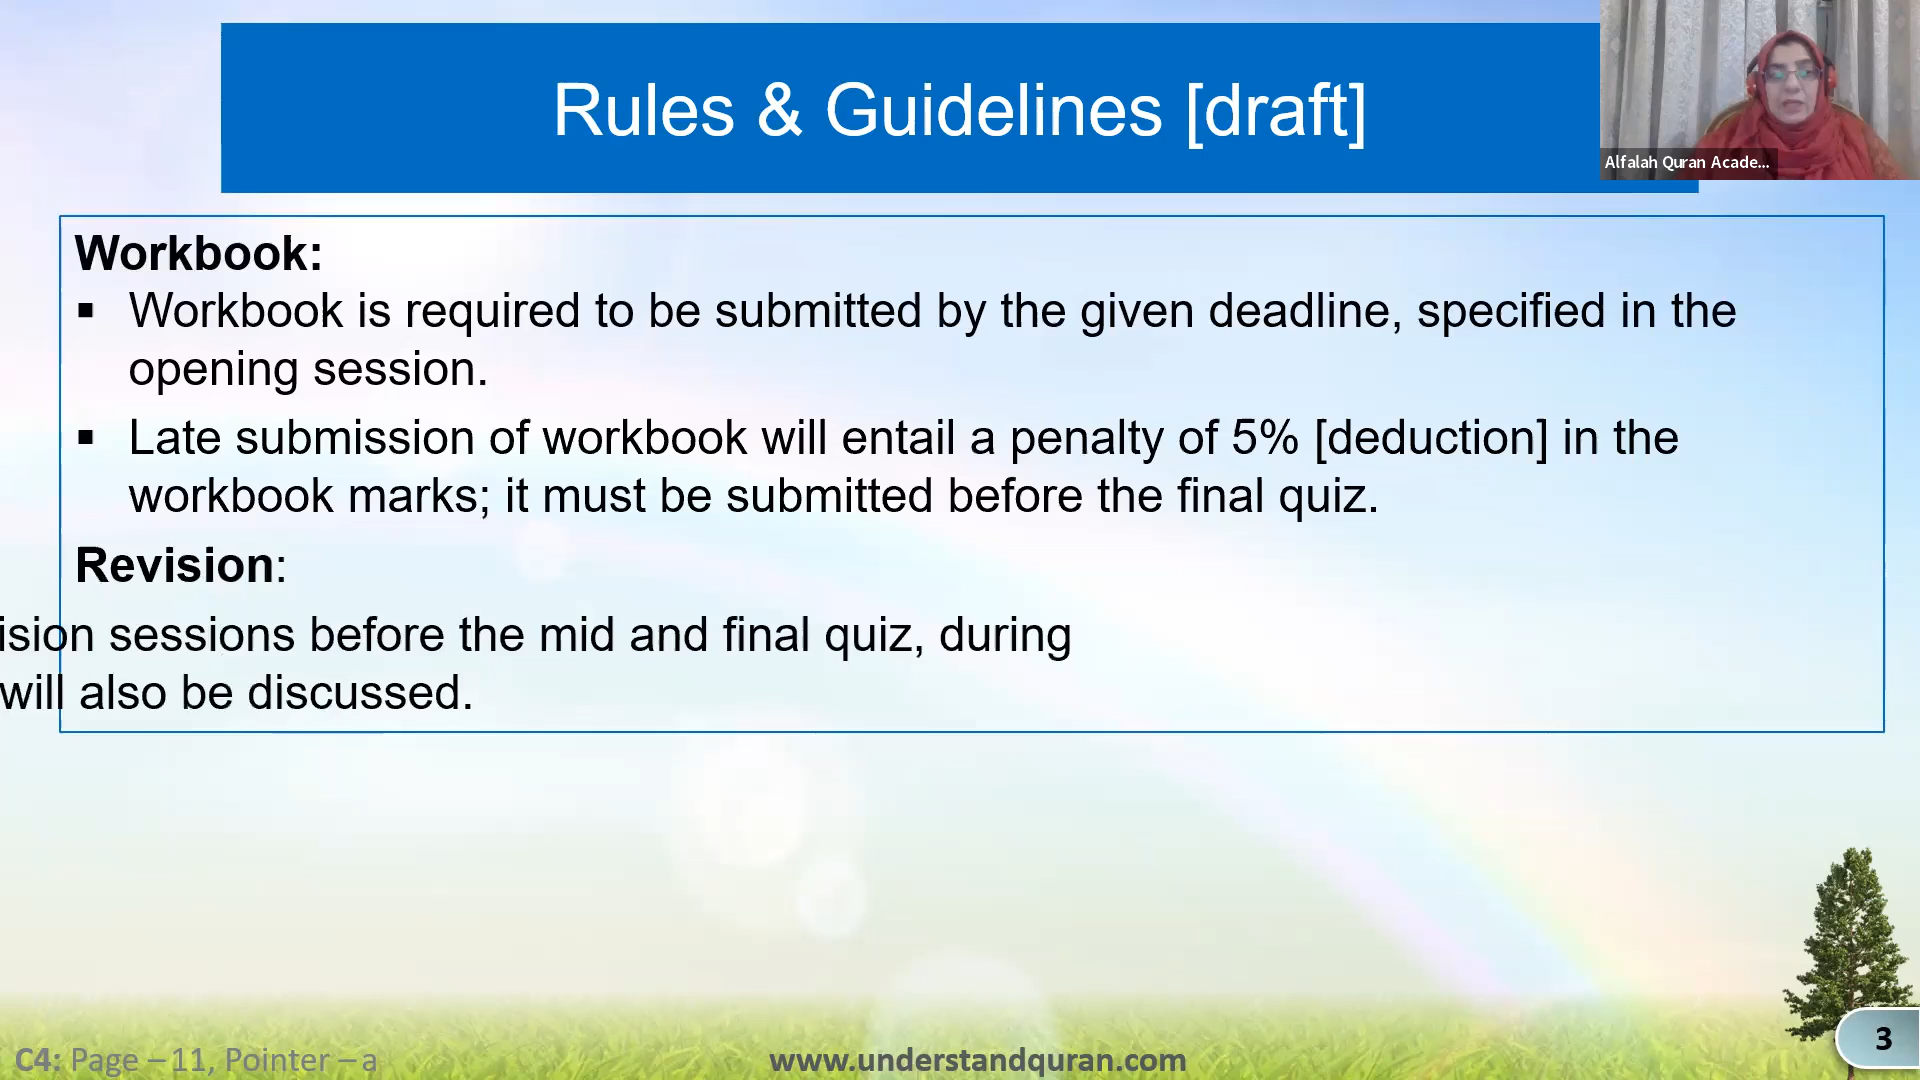 Rules & Guidelines [draft]
Alfalah Quran Acade...
Workbook:
▪ Workbook is required to be submitted by the given deadline, specified in the
opening session.
▪ Late submission of workbook will entail a penalty of 5% [deduction] in the
workbook marks; it must be submitted before the final quiz.
Revision:
ision sessions before the mid and final quiz, during
will also be discussed.
C4: Page – 11, Pointer – a
www.understandquran.com
3